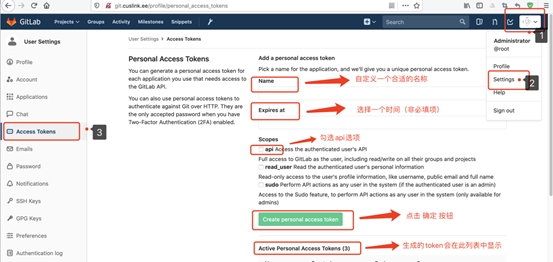 git.cuslink.ee/profile/personal_access_tokens
GitLab Projects Groups Activity Milestones Snippets Search
1
Administrator
@root
Profile
Settings
2
Help
Sign out
User Settings
Profile
Account
Applications
Chat
Access Tokens
3
Emails
Password
Notifications
SSH Keys
GPG Keys
Preferences
Authentication log
User Settings > Access Tokens
Personal Access Tokens
You can generate a personal access token for
each application you use that needs access to
the GitLab API.
You can also use personal access tokens to
authenticate against Git over HTTP. They are
the only accepted password when you have
Two-Factor Authentication (2FA) enabled.
Add a personal access token
Pick a name for the application, and we'll give you a unique personal access token.
Name
自定义一个合适的名称
Expires at
选择一个时间（非必填项）
Scopes
勾选api选项
api Access the authenticated user's API
Full access to GitLab as the user, including read/write on all their groups and
projects
read_user Read the authenticated user's personal information
Read-only access to the user's profile information, like username, public email and full name
sudo Perform API actions as any user in the system (if the authenticated user is an admin)
Access to the Sudo feature, to perform API actions as any user in the system (only available for
admins)
Create personal access token
点击 确定 按钮
Active Personal Access Tokens (3)
生成的token会在此列表中显示